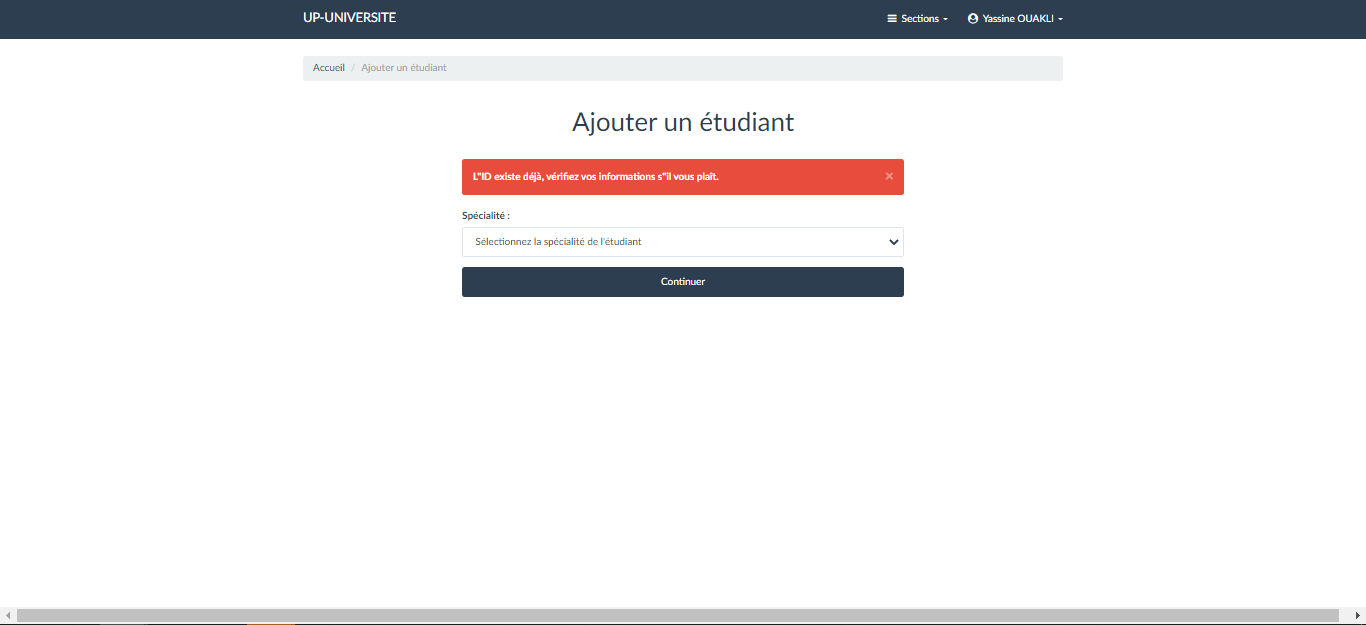 UP-UNIVERSITE Sections Yassine OUAKLI
Accueil / Ajouter un étudiant
Ajouter un étudiant
L"ID existe déjà, vérifiez vos informations s"il vous plaît. ×
Spécialité :
Sélectionnez la spécialité de l'étudiant
Continuer